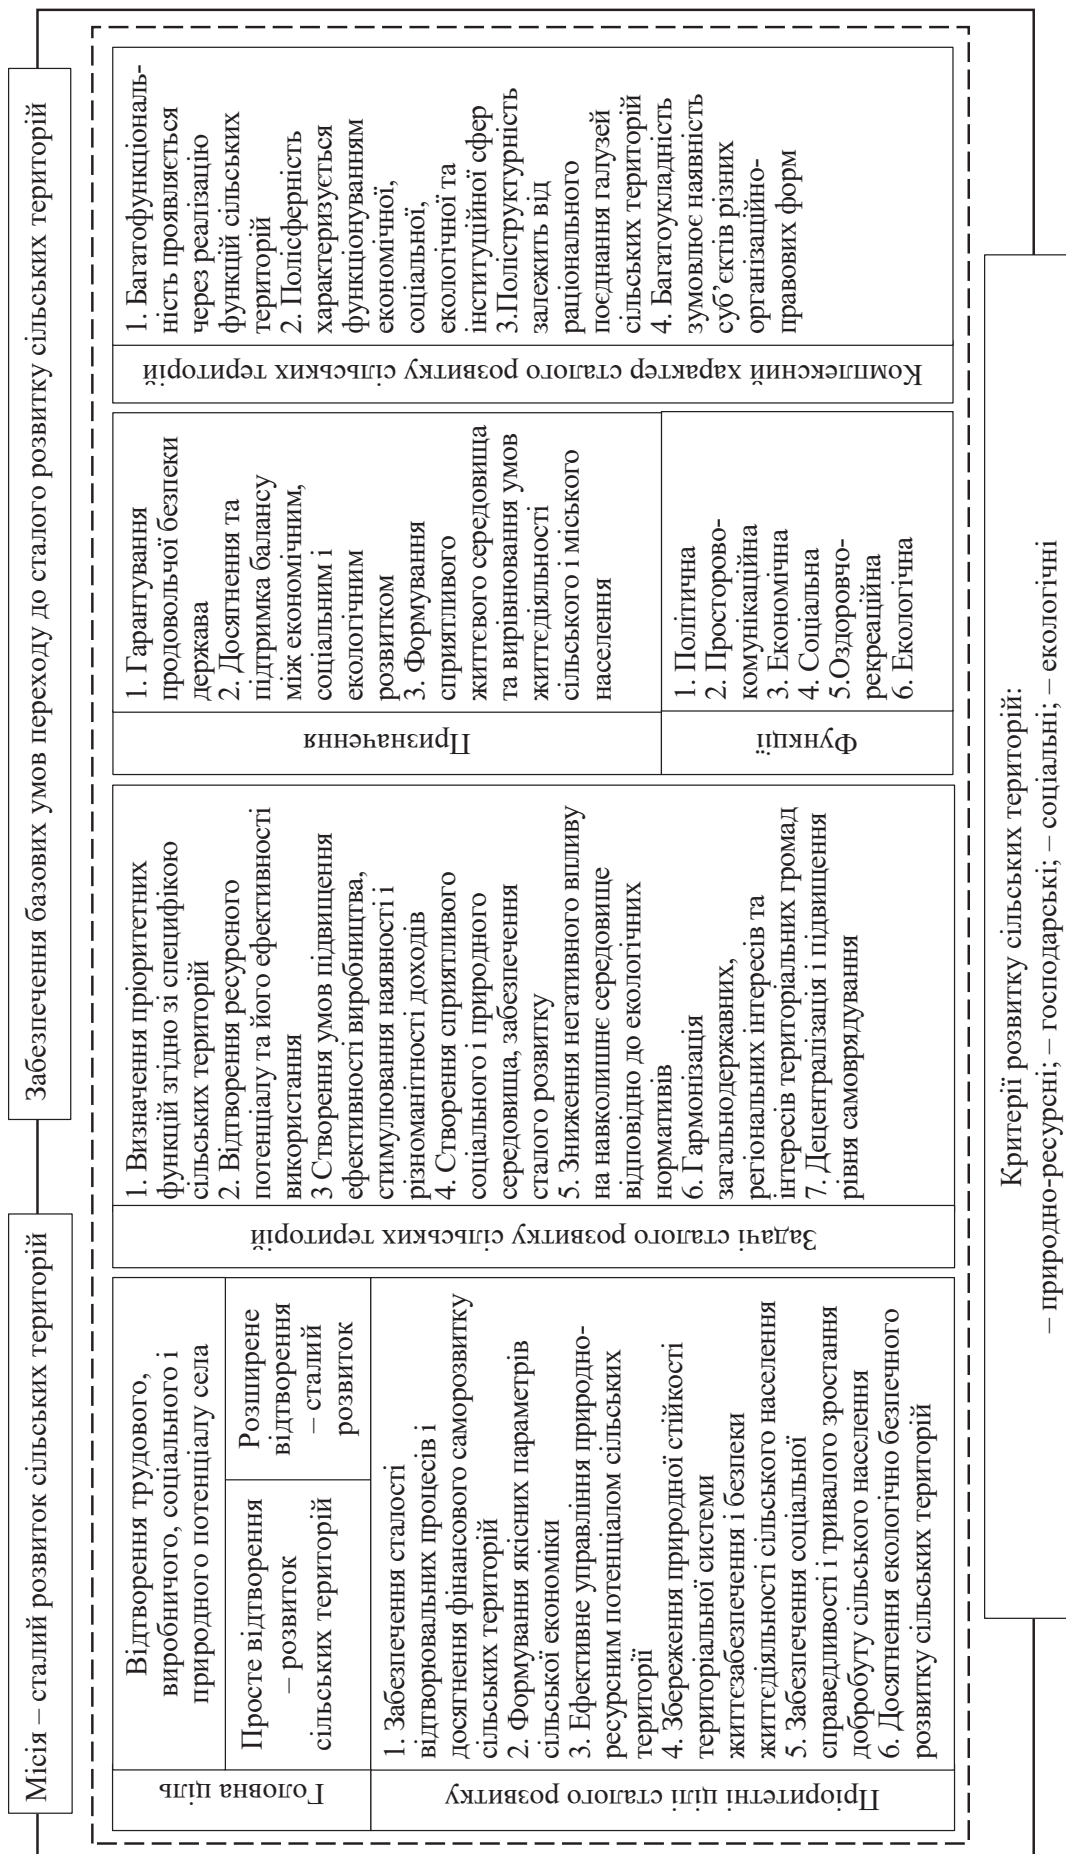 Місія – сталий розвиток сільських територій
Забезпечення базових умов переходу до сталого розвитку сільських територій
Головна ціль
Відтворення трудового,
виробничого, соціального і
природного потенціалу села
Просте відтворення
– розвиток
сільських територій
Розширене
відтворення
– сталий
розвиток
Пріоритетні цілі сталого розвитку
1. Забезпечення сталості
відтворювальних процесів і
досягнення фінансового саморозвитку
сільських територій
2. Формування якісних параметрів
сільської економіки
3. Ефективне управління природно-
ресурсним потенціалом сільських
території
4. Збереження природної стійкості
територіальної системи
життєзабезпечення і безпеки
життєдіяльності сільського населення
5. Забезпечення соціальної
справедливості і тривалого зростання
добробуту сільського населення
6. Досягнення екологічно безпечного
розвитку сільських територій
Задачі сталого розвитку сільських територій
1. Визначення пріоритетних
функцій згідно зі специфікою
сільських територій
2. Відтворення ресурсного
потенціалу та його ефективності
використання
3 Створення умов підвищення
ефективності виробництва,
стимулювання наявності і
різноманітності доходів
4. Створення сприятливого
соціального і природного
середовища, забезпечення
сталого розвитку
5. Зниження негативного впливу
на навколишнє середовище
відповідно до екологічних
нормативів
6. Гармонізація
загальнодержавних,
регіональних інтересів та
інтересів територіальних громад
7. Децентралізація і підвищення
рівня самоврядування
Призначення
1. Гарантування
продовольчої безпеки
держава
2. Досягнення та
підтримка балансу
між економічним,
соціальним і
екологічним
розвитком
3. Формування
сприятливого
життєвого середовища
та вирівнювання умов
життєдіяльності
сільського і міського
населення
Функції
1. Політична
2. Просторово-
комунікаційна
3. Економічна
4. Соціальна
5.Оздоровчо-
рекреаційна
6. Екологічна
Комплексний характер сталого розвитку сільських територій
1. Багатофункціональ-
ність проявляється
через реалізацію
функцій сільських
територій
2. Полісферність
характеризується
функціонуванням
економічної,
соціальної,
екологічної та
інституційної сфер
3.Поліструктурність
залежить від
раціонального
поєднання галузей
сільських територій
4. Багатоукладність
зумовлює наявність
суб’єктів різних
організаційно-
правових форм
Критерії розвитку сільських територій:
– природно-ресурсні; – господарські; – соціальні; – екологічні